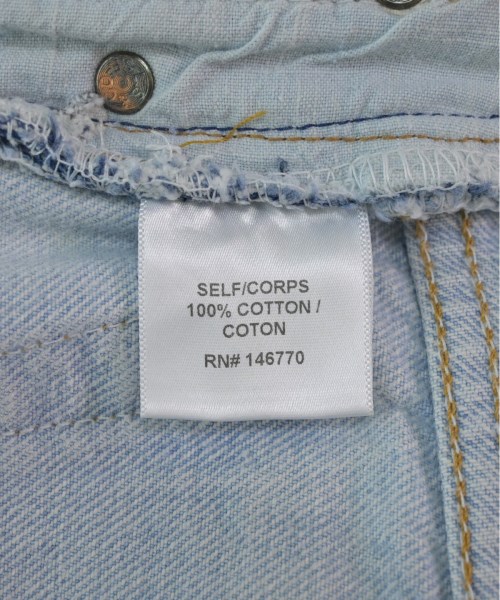 SELF/CORPS
100% COTTON /
COTON
RN# 146770